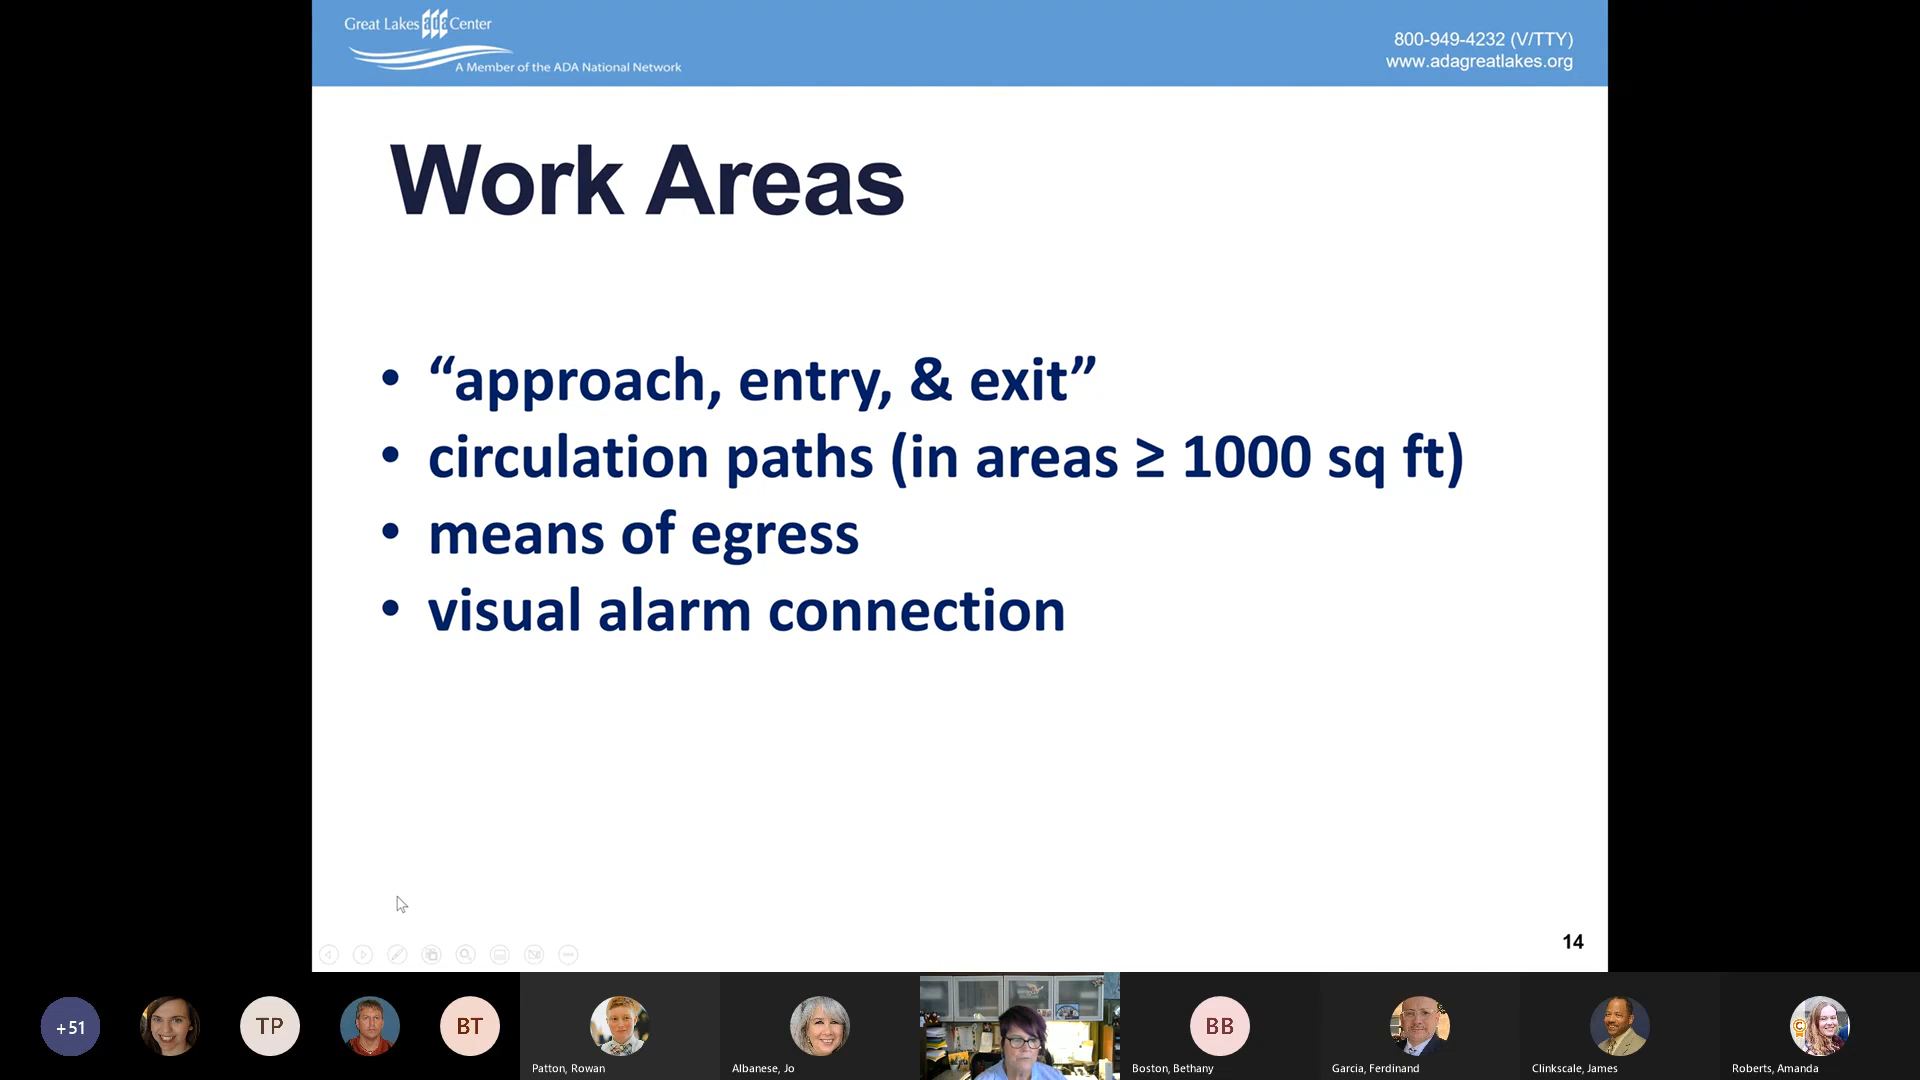 Great Lakes ada Center
A Member of the ADA National Network
800-949-4232 (V/TTY)
www.adagreatlakes.org
Work Areas
• “approach, entry, & exit”
• circulation paths (in areas ≥ 1000 sq ft)
• means of egress
• visual alarm connection
14
+51
TP
BT
BB
Patton, Rowan
Albanese, Jo
Boston, Bethany
Garcia, Ferdinand
Clinkscale, James
Roberts, Amanda